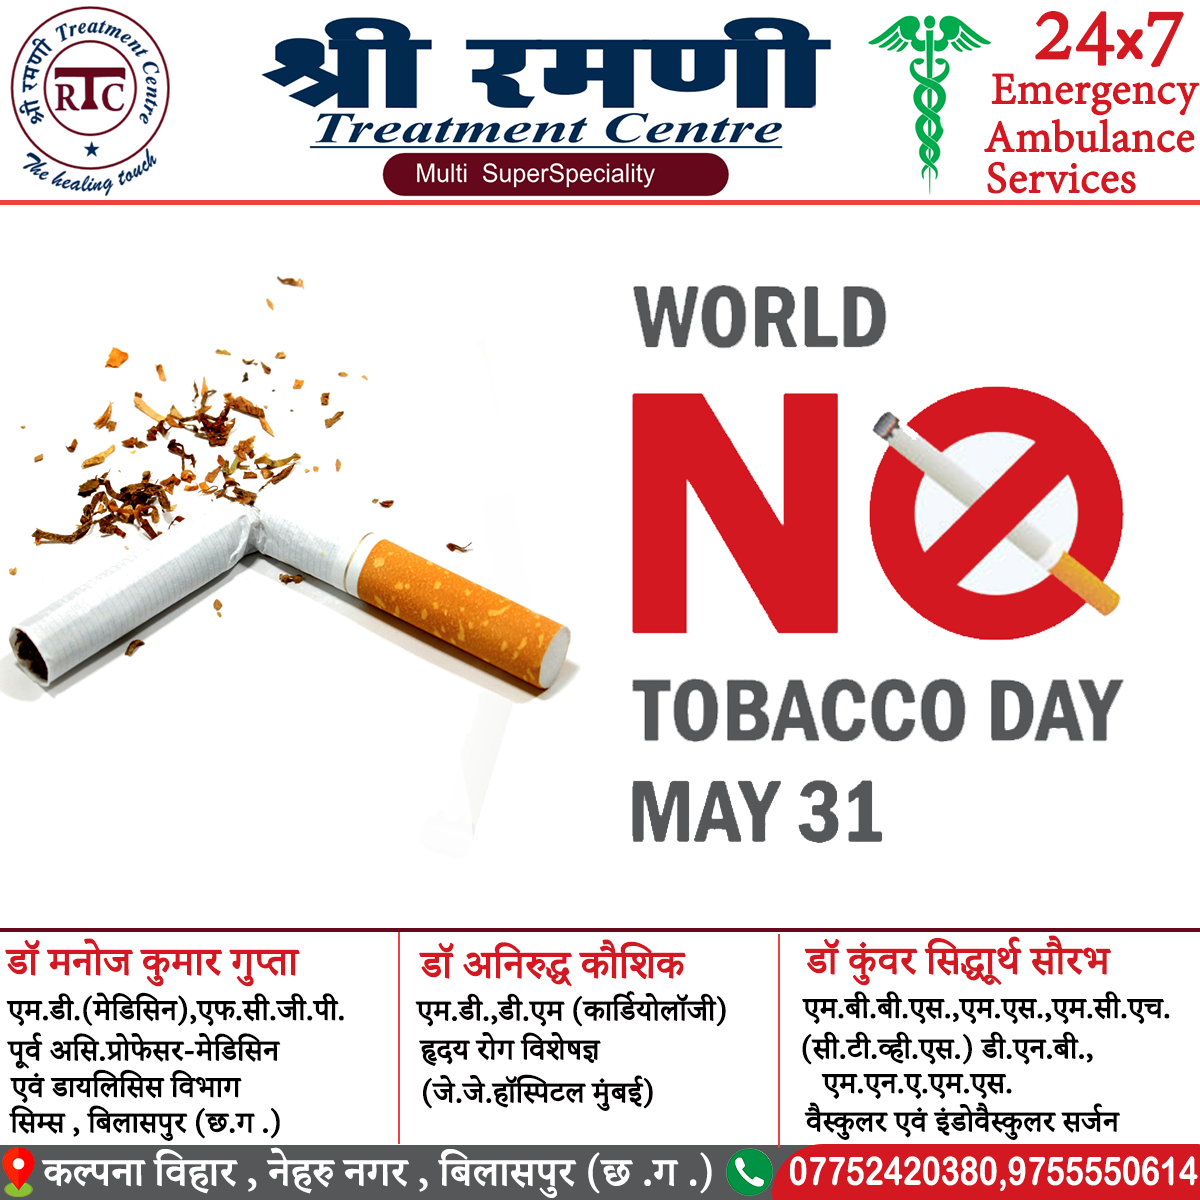 श्री रमणी Treatment Centre
RTC
The healing touch
श्री रमणी
Treatment Centre
Multi SuperSpeciality
24x7
Emergency
Ambulance
Services
WORLD
NO
TOBACCO DAY
MAY 31
डॉ मनोज कुमार गुप्ता
एम.डी.(मेडिसिन),एफ.सी.जी.पी.
पूर्व असि.प्रोफेसर-मेडिसिन
एवं डायलिसिस विभाग
सिम्स , बिलासपुर (छ.ग .)
डॉ अनिरुद्ध कौशिक
एम.डी.,डी.एम (कार्डियोलॉजी)
हृदय रोग विशेषज्ञ
(जे.जे.हॉस्पिटल मुंबई)
डॉ कुंवर सिद्धार्थ सौरभ
एम.बी.बी.एस.,एम.एस.,एम.सी.एच.
(सी.टी.व्ही.एस.) डी.एन.बी.,
एम.एन.ए.एम.एस.
वैस्कुलर एवं इंडोवैस्कुलर सर्जन
कल्पना विहार , नेहरु नगर , बिलासपुर (छ .ग .)
07752420380,9755550614